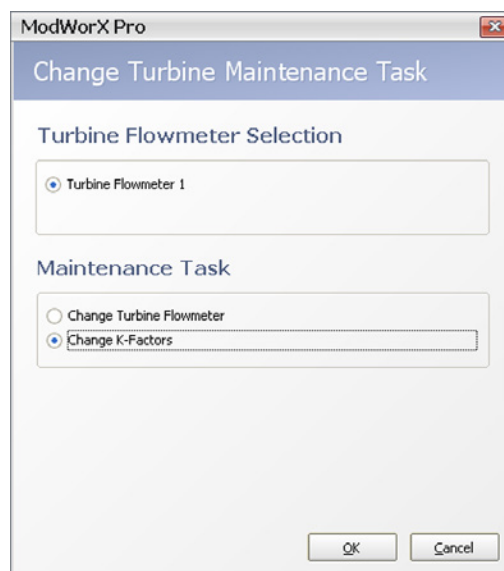 ModWorX Pro
Change Turbine Maintenance Task
Turbine Flowmeter Selection
Turbine Flowmeter 1
Maintenance Task
Change Turbine Flowmeter
Change K-Factors
OK
Cancel